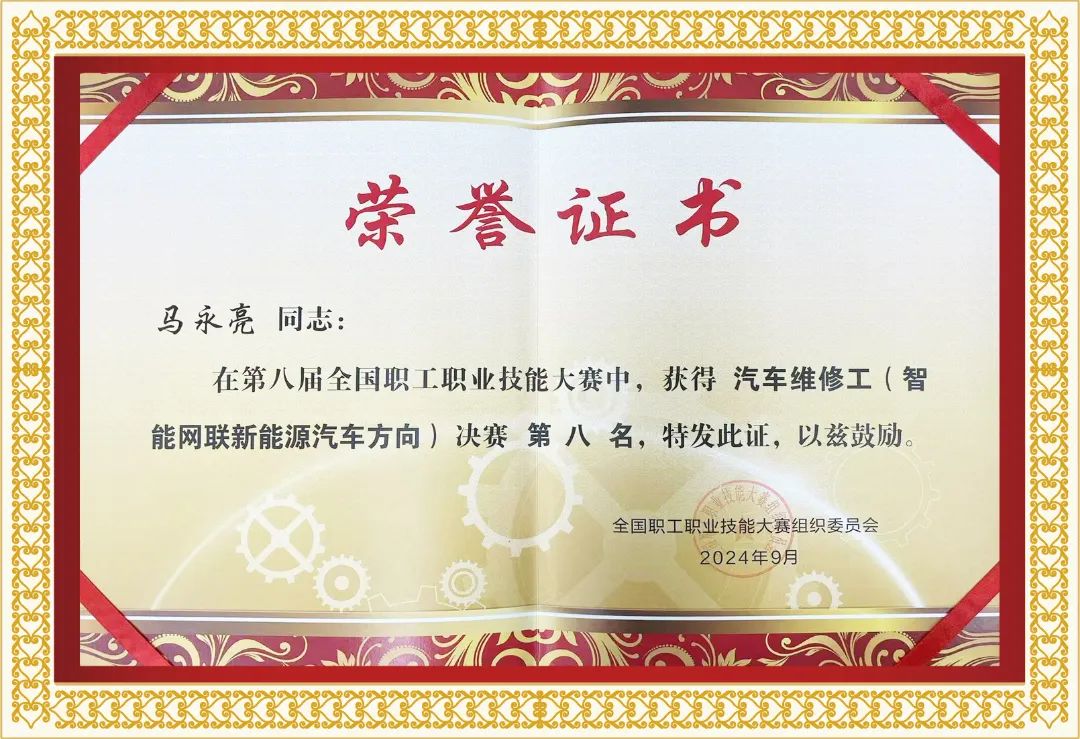 荣誉证书
马永亮 同志：
在第八届全国职工职业技能大赛中，获得 汽车维修工（智
能网联新能源汽车方向）决赛 第 八 名，特发此证，以兹鼓励。
全国职工职业技能大赛组织委员会
2024年9月